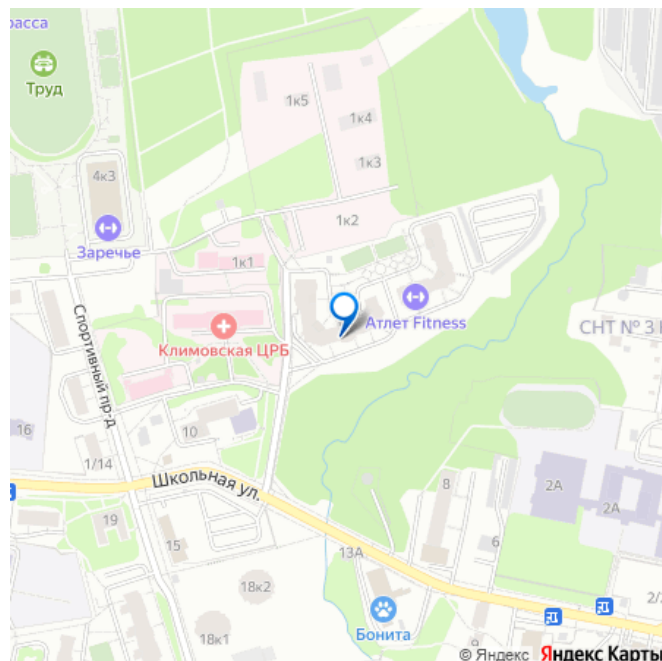 расса
Труд
1к5
1к4
1к3
4к3
1к2
Заречье
1к1
Атлет Fitness
Климовская ЦРБ
СНТ № 3
Спортивный пр-д
16
10
1/14
Школьная ул.
8
2А
2А
19
15
6
13А
18к2
2/
Бонита
18к1
© Яндекс Яндекс Карты